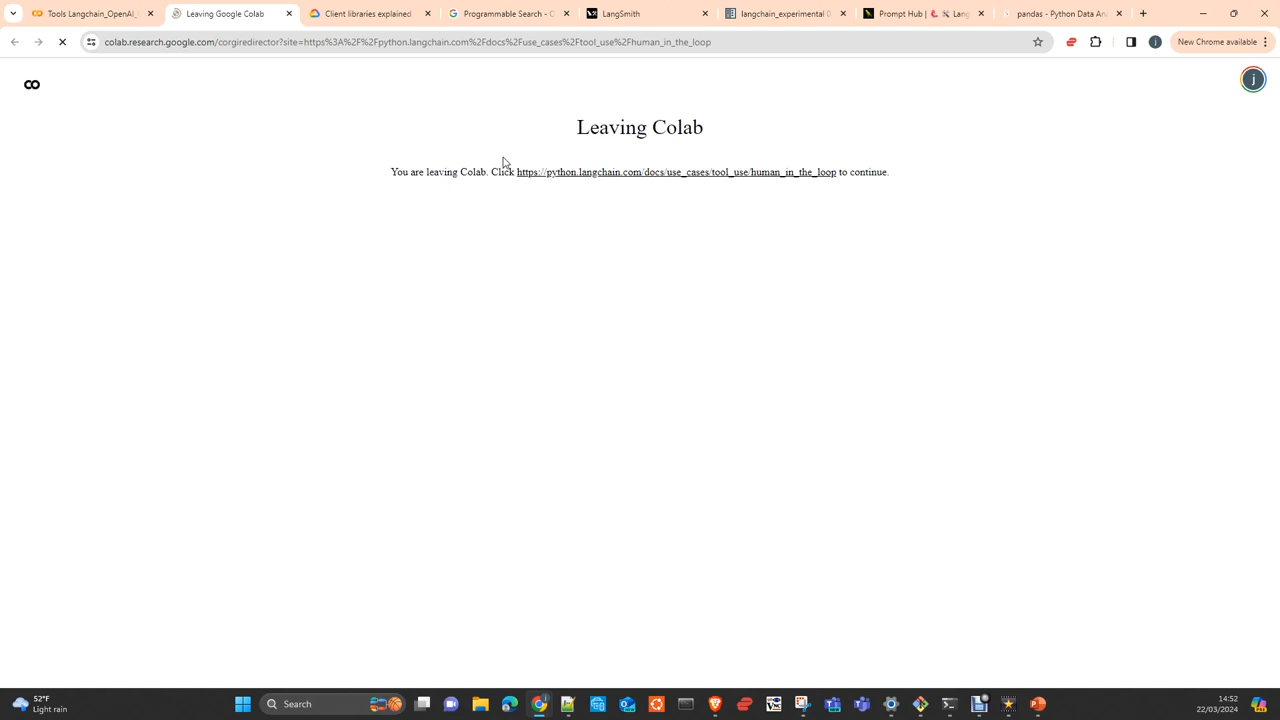 Tools Langchain_OpenAI_
Leaving Google Colab
Client libraries explained
Programmable Search - C
LangSmith
langchain_experimental 0
Prompt Hub | 🦜🛠️ Lang
pandas - Python Data An
colab.research.google.com/corgiredirector?site=https%3A%2F%2Fpython.langchain.com%2Fdocs%2Fuse_cases%2Ftool_use%2Fhuman_in_the_loop
New Chrome available
j
Leaving Colab
You are leaving Colab. Click https://python.langchain.com/docs/use_cases/tool_use/human_in_the_loop to continue.
52°F
Light rain
Search
14:52
22/03/2024